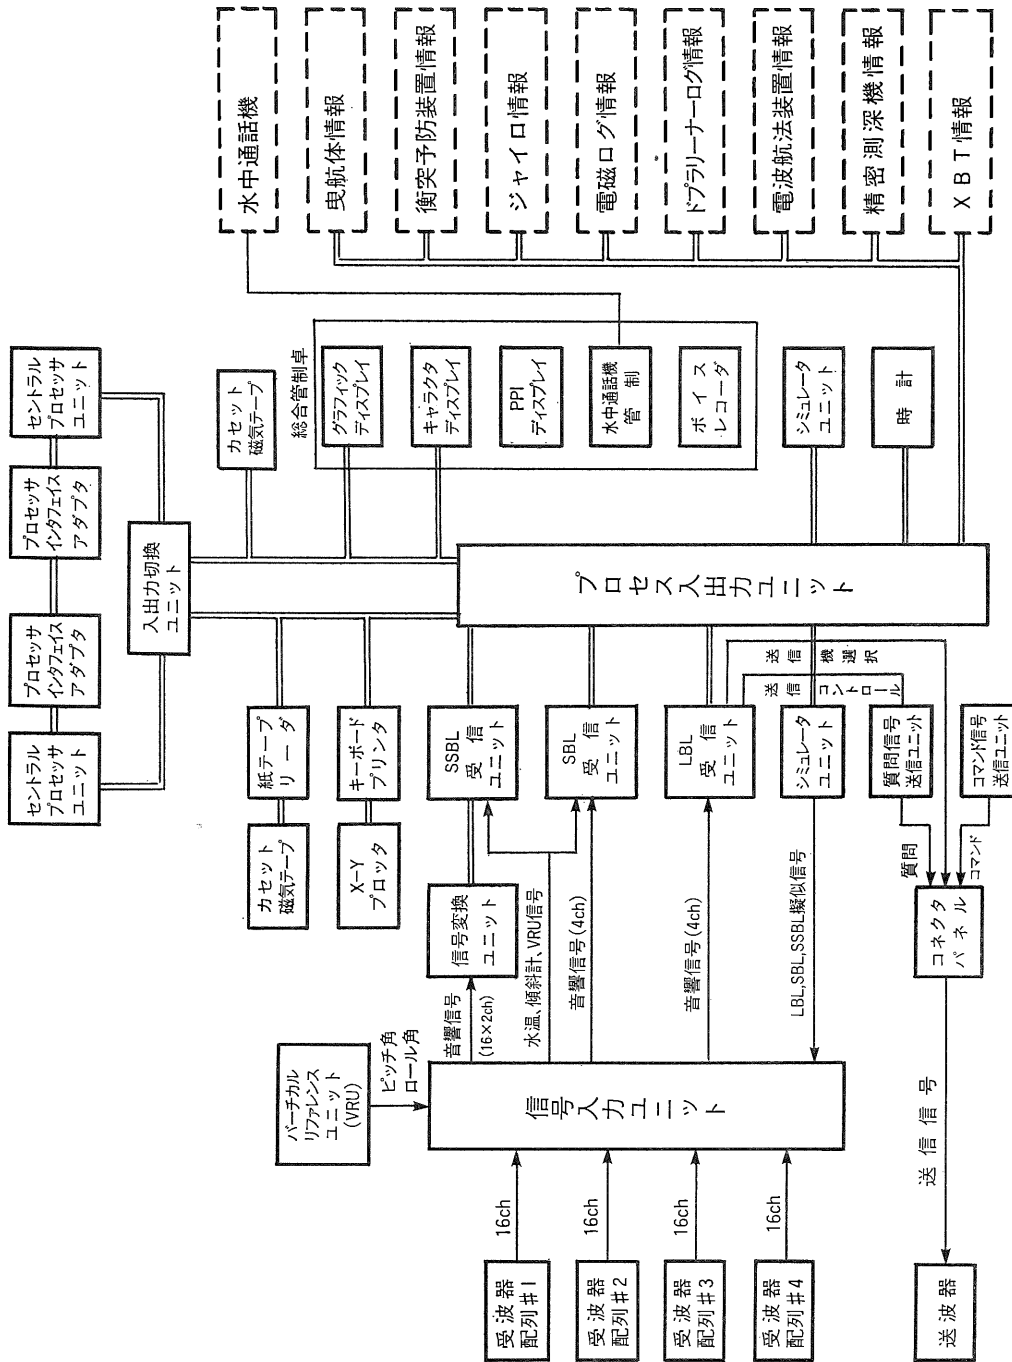 セントラル
プロセッサ
ユニット
プロセッサ
インタフェイス
アダプタ
プロセッサ
インタフェイス
アダプタ
セントラル
プロセッサ
ユニット
入出力切換
ユニット
カセット
磁気テープ
紙テープ
リーダ
カセット
磁気テープ
X−Y
プロッタ
キーボード
プリンタ
総合管制卓
グラフィック
ディスプレイ
キャラクタ
ディスプレイ
PPI
ディスプレイ
水中通話機
管制
ボイス
レコーダ
シミュレータ
ユニット
時計
水中通話機
曳航体情報
衝突予防装置情報
ジャイロ情報
電磁ログ情報
ドプラリーナーログ情報
電波航法装置情報
精密測深機情報
XBT情報
プロセス入出力ユニット
バーチカル
リファレンス
ユニット
(VRU)
ピッチ角
ロール角
信号入力ユニット
受波器
配列#1
16ch
受波器
配列#2
16ch
受波器
配列#3
16ch
受波器
配列#4
16ch
音響信号
(16×2ch)
信号変換
ユニット
SSBL
受信
ユニット
水温、傾斜計、VRU信号
音響信号(4ch)
SBL
受信
ユニット
音響信号(4ch)
LBL
受信
ユニット
LBL,SBL,SSBL擬似信号
シミュレータ
ユニット
送信機選択
送信コントロール
質問信号
送信ユニット
コマンド信号
送信ユニット
質問
コマンド
コネクタ
パネル
送信信号
送波器